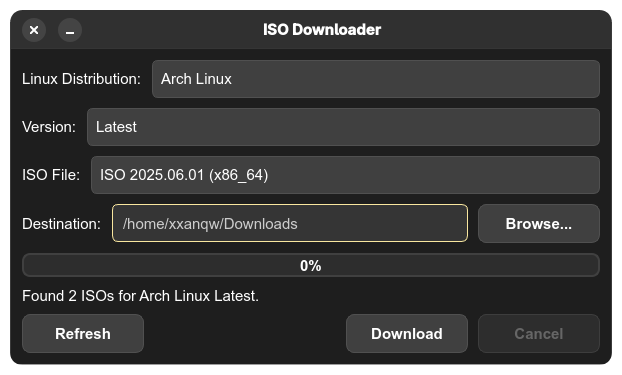 ISO Downloader
Linux Distribution: Arch Linux
Version: Latest
ISO File: ISO 2025.06.01 (x86_64)
Destination: /home/xxanqw/Downloads Browse...
0%
Found 2 ISOs for Arch Linux Latest.
Refresh Download Cancel